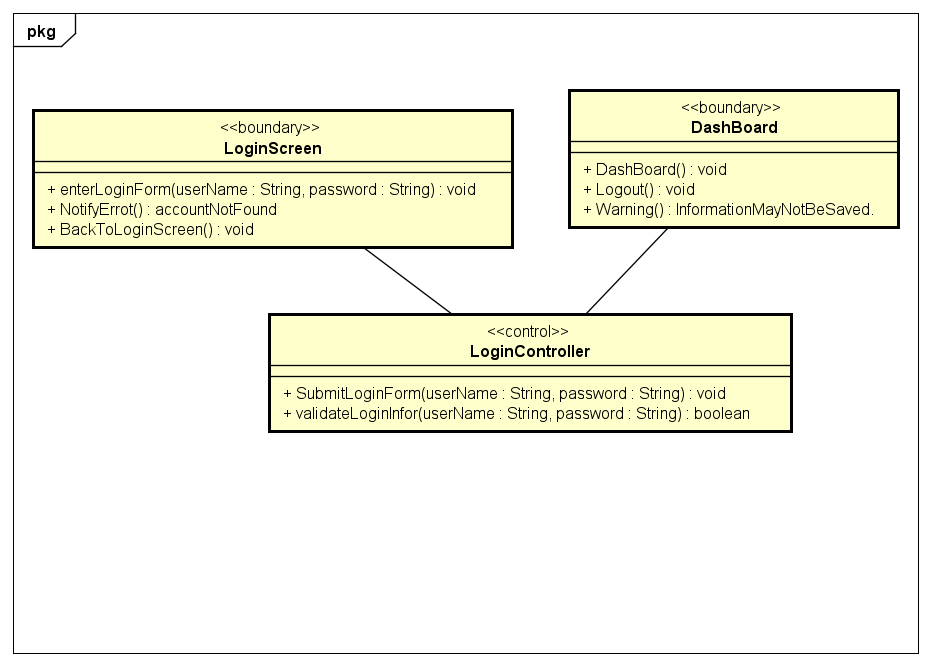 pkg
<<boundary>>
LoginScreen
+ enterLoginForm(userName : String, password : String) : void
+ NotifyErrot() : accountNotFound
+ BackToLoginScreen() : void
<<boundary>>
DashBoard
+ DashBoard() : void
+ Logout() : void
+ Warning() : InformationMayNotBeSaved.
<<control>>
LoginController
+ SubmitLoginForm(userName : String, password : String) : void
+ validateLoginInfor(userName : String, password : String) : boolean